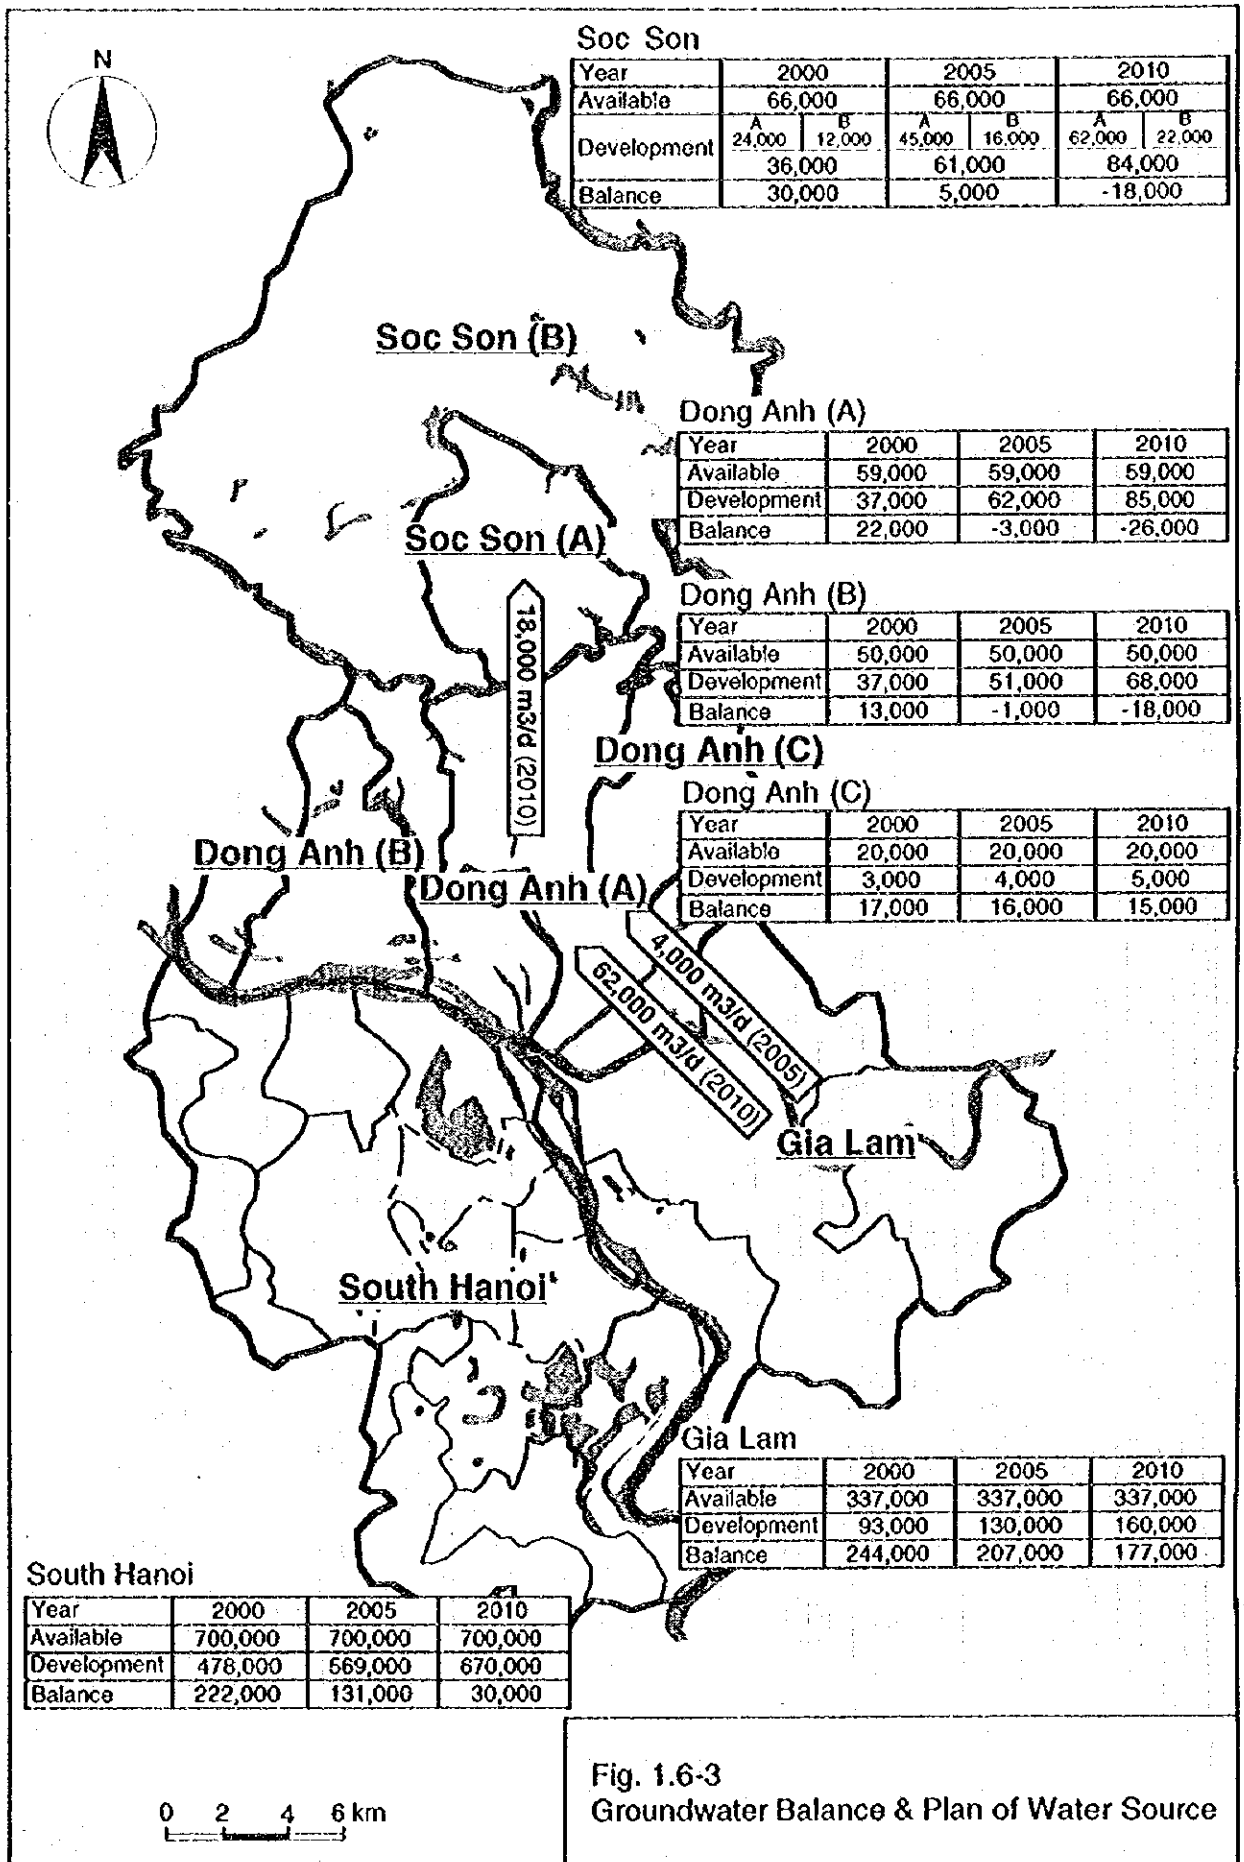 N
Soc Son
Year 2000 2005 2010
Available 66,000 66,000 66,000
A B A B A B
Development 24,000 12,000 45,000 16,000 62,000 22,000
36,000 61,000 84,000
Balance 30,000 5,000 -18,000
Soc Son (B)
Dong Anh (A)
Year 2000 2005 2010
Available 59,000 59,000 59,000
Development 37,000 62,000 85,000
Balance 22,000 -3,000 -26,000
Soc Son (A)
18,000 m3/d (2010)
Dong Anh (B)
Year 2000 2005 2010
Available 50,000 50,000 50,000
Development 37,000 51,000 68,000
Balance 13,000 -1,000 -18,000
Dong Anh (C)
Dong Anh (C)
Year 2000 2005 2010
Available 20,000 20,000 20,000
Development 3,000 4,000 5,000
Balance 17,000 16,000 15,000
Dong Anh (B)
Dong Anh (A)
4,000 m3/d (2005)
62,000 m3/d (2010)
Gia Lam
South Hanoi
Gia Lam
Year 2000 2005 2010
Available 337,000 337,000 337,000
Development 93,000 130,000 160,000
Balance 244,000 207,000 177,000
South Hanoi
Year 2000 2005 2010
Available 700,000 700,000 700,000
Development 478,000 569,000 670,000
Balance 222,000 131,000 30,000
0 2 4 6 km
Fig. 1.6-3
Groundwater Balance & Plan of Water Source